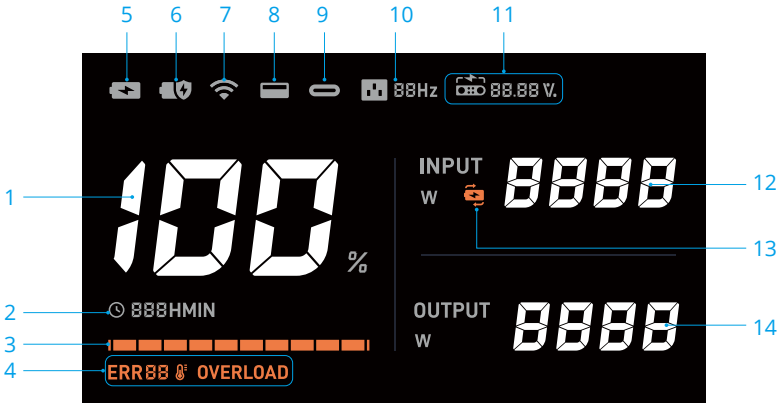 5 6 7 8 9 10 11
88Hz 88.88 V.
1 100 %
INPUT 8888 12
W
13
2 888HMIN
OUTPUT 8888 14
W
3
4 ERR88 OVERLOAD